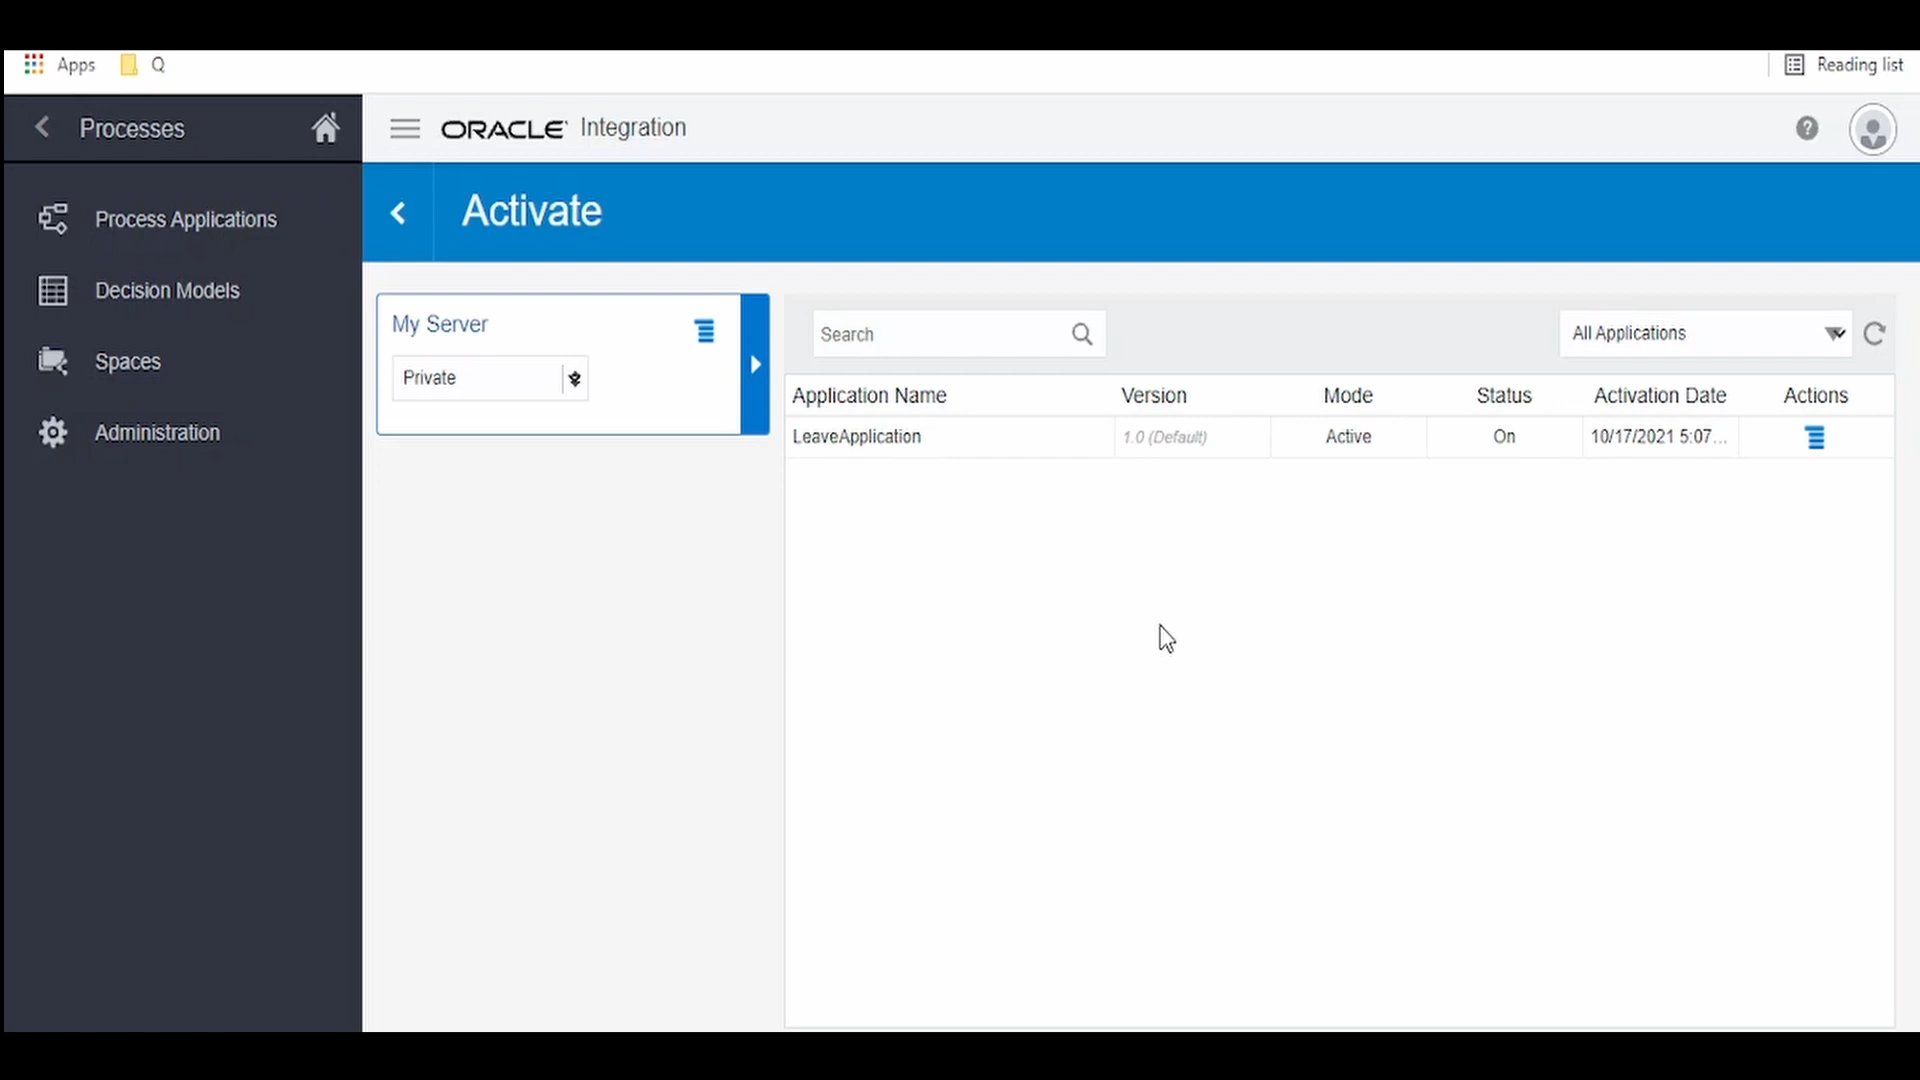 Apps Q Reading list
Processes
ORACLE Integration
Process Applications
Decision Models
Spaces
Administration
Activate
My Server
Private
Search
All Applications
Application Name Version Mode Status Activation Date Actions
LeaveApplication 1.0 (Default) Active On 10/17/2021 5:07...